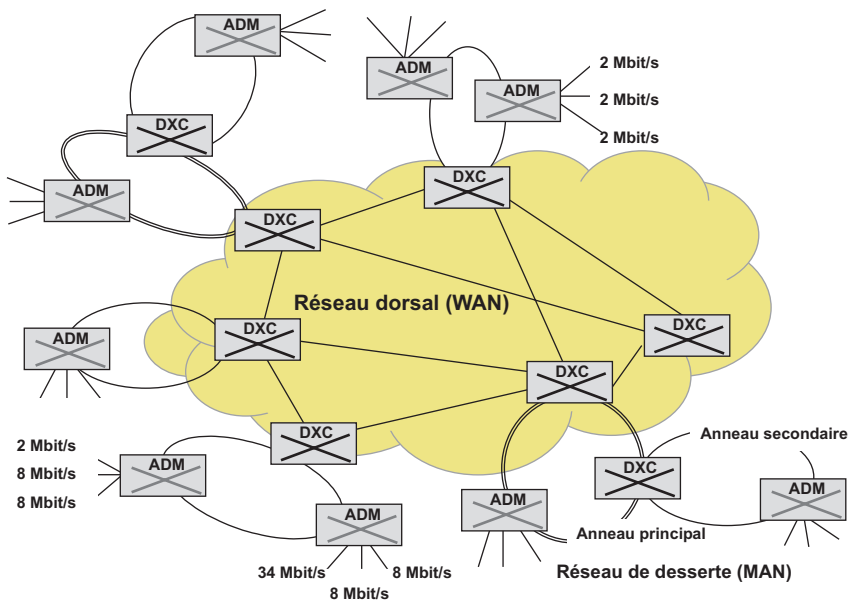 ADM
ADM
ADM
2 Mbit/s
2 Mbit/s
2 Mbit/s
DXC
DXC
ADM
DXC
Réseau dorsal (WAN)
DXC
DXC
ADM
DXC
DXC
Anneau secondaire
2 Mbit/s
8 Mbit/s
8 Mbit/s
ADM
DXC
ADM
ADM
ADM
Anneau principal
34 Mbit/s
8 Mbit/s
8 Mbit/s
Réseau de desserte (MAN)